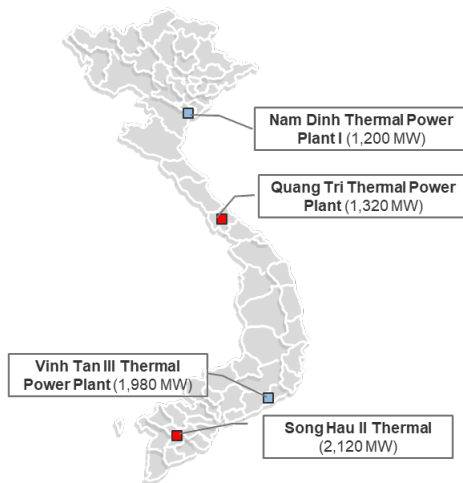 Nam Dinh Thermal Power
Plant I (1,200 MW)
Quang Tri Thermal Power
Plant (1,320 MW)
Vinh Tan III Thermal
Power Plant (1,980 MW)
Song Hau II Thermal
(2,120 MW)